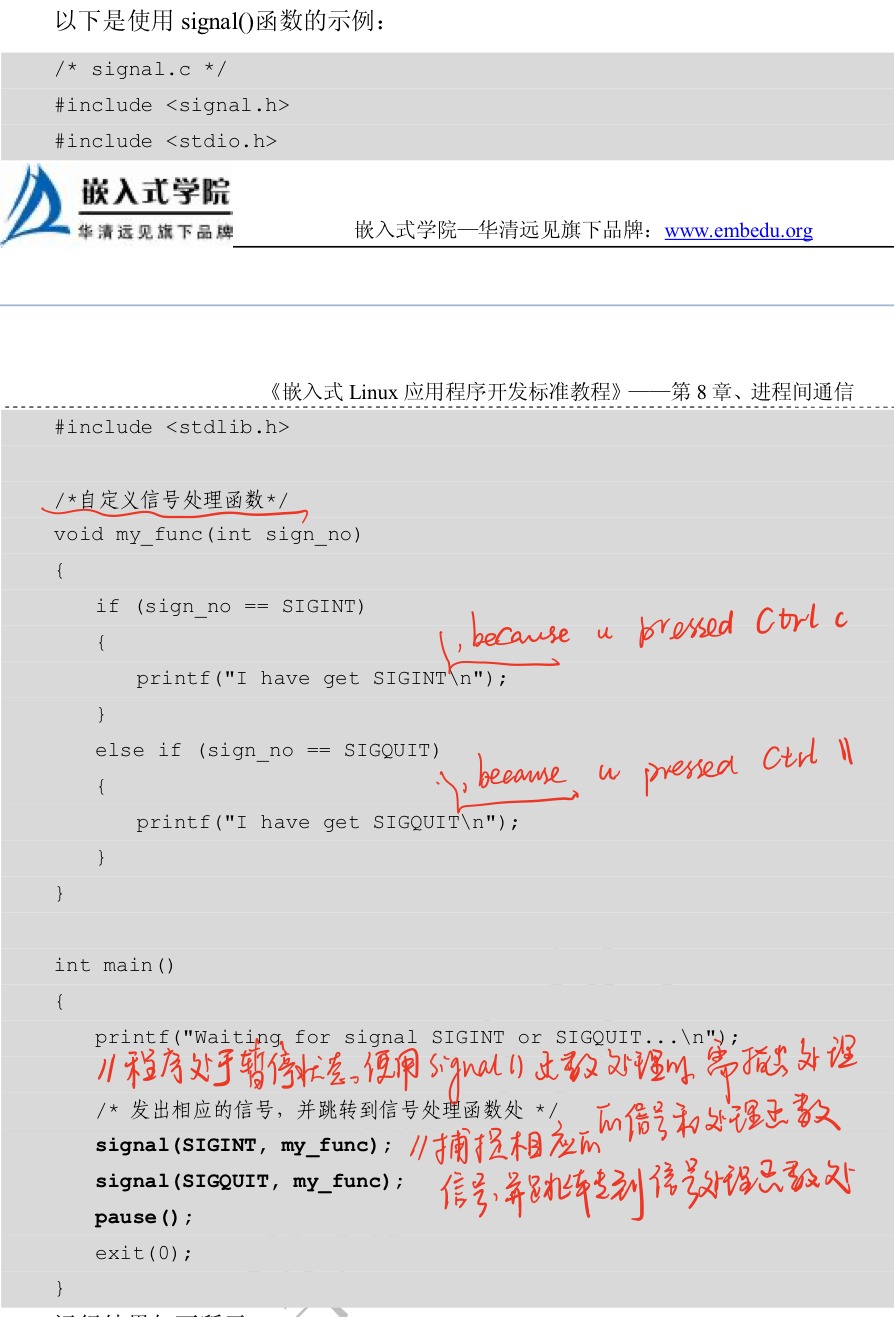 以下是使用 signal()函数的示例：
/* signal.c */
#include <signal.h>
#include <stdio.h>
嵌入式学院
华清远见旗下品牌
嵌入式学院—华清远见旗下品牌：www.embedu.org
《嵌入式 Linux 应用程序开发标准教程》——第 8 章、进程间通信
#include <stdlib.h>
/*自定义信号处理函数*/
void my_func(int sign_no)
{
if (sign_no == SIGINT)
, because u pressed Ctrl c
{
printf("I have get SIGINT\n");
}
else if (sign_no == SIGQUIT)
, because u pressed Ctrl \\
{
printf("I have get SIGQUIT\n");
}
}
int main()
{
printf("Waiting for signal SIGINT or SIGQUIT...\n");
//程序处于暂停状态。使用signal()函数处理时,需指出处理
/* 发出相应的信号, 并跳转到信号处理函数处 */
的信号和处理函数
signal(SIGINT, my_func);
//捕捉相应的
signal(SIGQUIT, my_func);
信号,并跳转到信号处理函数处
pause();
exit(0);
}